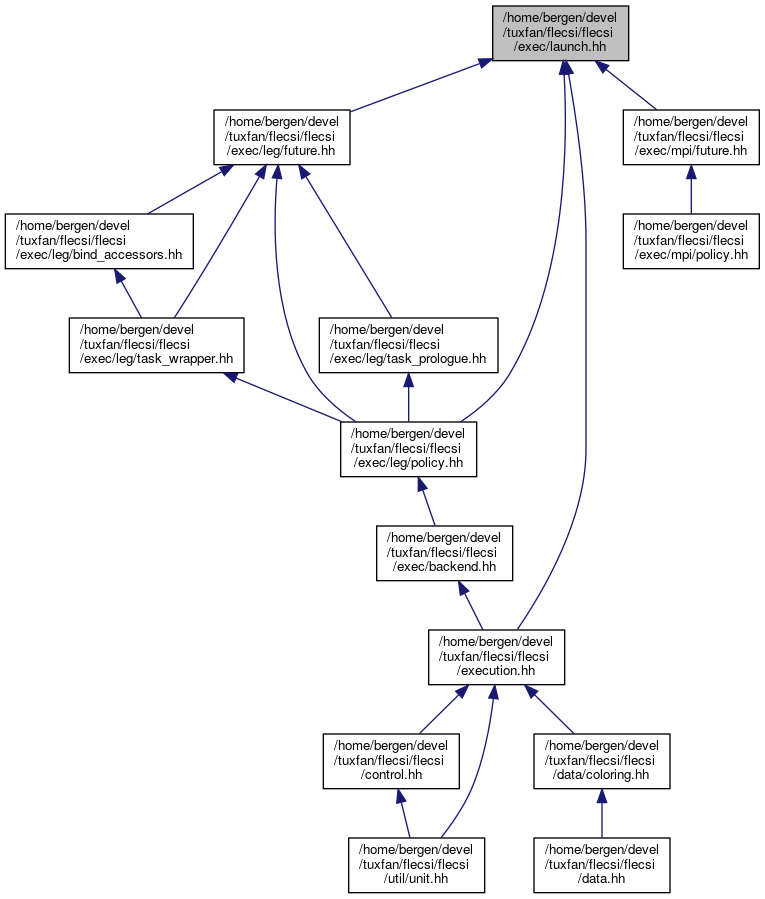 /home/bergen/devel
/tuxfan/flecsi/flecsi
/exec/launch.hh
/home/bergen/devel
/tuxfan/flecsi/flecsi
/exec/leg/future.hh
/home/bergen/devel
/tuxfan/flecsi/flecsi
/exec/mpi/future.hh
/home/bergen/devel
/tuxfan/flecsi/flecsi
/exec/leg/bind_accessors.hh
/home/bergen/devel
/tuxfan/flecsi/flecsi
/exec/mpi/policy.hh
/home/bergen/devel
/tuxfan/flecsi/flecsi
/exec/leg/task_wrapper.hh
/home/bergen/devel
/tuxfan/flecsi/flecsi
/exec/leg/task_prologue.hh
/home/bergen/devel
/tuxfan/flecsi/flecsi
/exec/leg/policy.hh
/home/bergen/devel
/tuxfan/flecsi/flecsi
/exec/backend.hh
/home/bergen/devel
/tuxfan/flecsi/flecsi
/execution.hh
/home/bergen/devel
/tuxfan/flecsi/flecsi
/control.hh
/home/bergen/devel
/tuxfan/flecsi/flecsi
/data/coloring.hh
/home/bergen/devel
/tuxfan/flecsi/flecsi
/util/unit.hh
/home/bergen/devel
/tuxfan/flecsi/flecsi
/data.hh